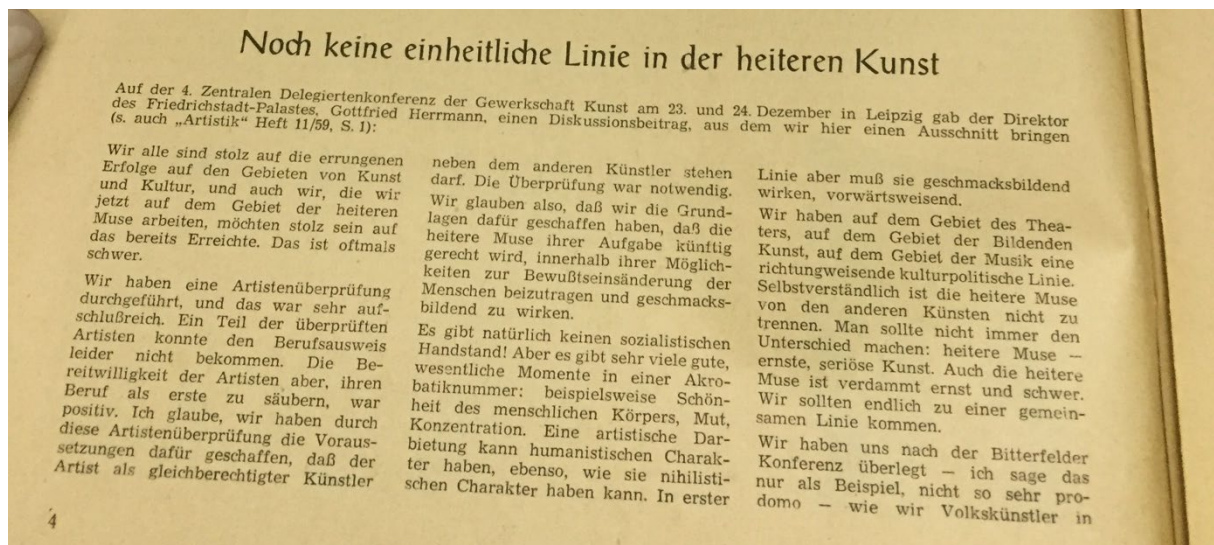 Noch keine einheitliche Linie in der heiteren Kunst
Auf der 4. Zentralen Delegiertenkonferenz der Gewerkschaft Kunst am 23. und 24. Dezember in Leipzig gab der Direktor
des Friedrichstadt-Palastes, Gottfried Herrmann, einen Diskussionsbeitrag, aus dem wir hier einen Ausschnitt bringen
(s. auch „Artistik“ Heft 11/59, S. 1):
Wir alle sind stolz auf die errungenen
Erfolge auf den Gebieten von Kunst
und Kultur, und auch wir, die wir
jetzt auf dem Gebiet der heiteren
Muse arbeiten, möchten stolz sein auf
das bereits Erreichte. Das ist oftmals
schwer.
Wir haben eine Artistenüberprüfung
durchgeführt, und das war sehr auf-
schlußreich. Ein Teil der überprüften
Artisten konnte den Berufsausweis
leider nicht bekommen. Die Be-
reitwilligkeit der Artisten aber, ihren
Beruf als erste zu säubern, war
positiv. Ich glaube, wir haben durch
diese Artistenüberprüfung die Voraus-
setzungen dafür geschaffen, daß der
Artist als gleichberechtigter Künstler
neben dem anderen Künstler stehen
darf. Die Überprüfung war notwendig.
Wir glauben also, daß wir die Grund-
lagen dafür geschaffen haben, daß die
heitere Muse ihrer Aufgabe künftig
gerecht wird, innerhalb ihrer Möglich-
keiten zur Bewußtseinsänderung der
Menschen beizutragen und geschmacks-
bildend zu wirken.
Es gibt natürlich keinen sozialistischen
Handstand! Aber es gibt sehr viele gute,
wesentliche Momente in einer Akro-
batiknummer: beispielsweise Schön-
heit des menschlichen Körpers, Mut,
Konzentration. Eine artistische Dar-
bietung kann humanistischen Charak-
ter haben, ebenso, wie sie nihilisti-
schen Charakter haben kann. In erster
Linie aber muß sie geschmacksbildend
wirken, vorwärtsweisend.
Wir haben auf dem Gebiet des Thea-
ters, auf dem Gebiet der Bildenden
Kunst, auf dem Gebiet der Musik eine
richtungweisende kulturpolitische Linie.
Selbstverständlich ist die heitere Muse
von den anderen Künsten nicht zu
trennen. Man sollte nicht immer den
Unterschied machen: heitere Muse —
ernste, seriöse Kunst. Auch die heitere
Muse ist verdammt ernst und schwer.
Wir sollten endlich zu einer gemein-
samen Linie kommen.
Wir haben uns nach der Bitterfelder
Konferenz überlegt — ich sage das
nur als Beispiel, nicht so sehr pro-
domo — wie wir Volkskünstler in
4